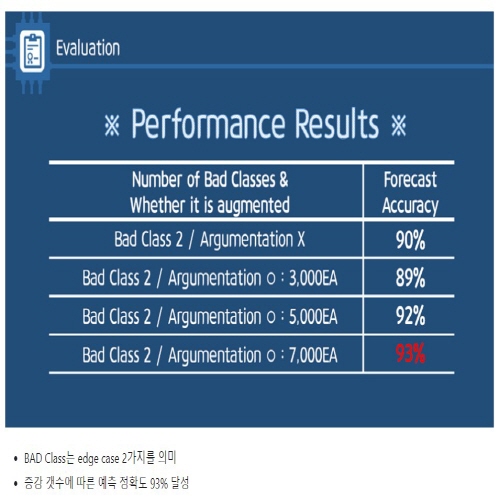 Evaluation
※ Performance Results ※
Number of Bad Classes &
Whether it is augmented
Forecast
Accuracy
Bad Class 2 / Argumentation X
90%
Bad Class 2 / Argumentation ○ : 3,000EA
89%
Bad Class 2 / Argumentation ○ : 5,000EA
92%
Bad Class 2 / Argumentation ○ : 7,000EA
93%
• BAD Class는 edge case 2가지를 의미
• 증강 갯수에 따른 예측 정확도 93% 달성